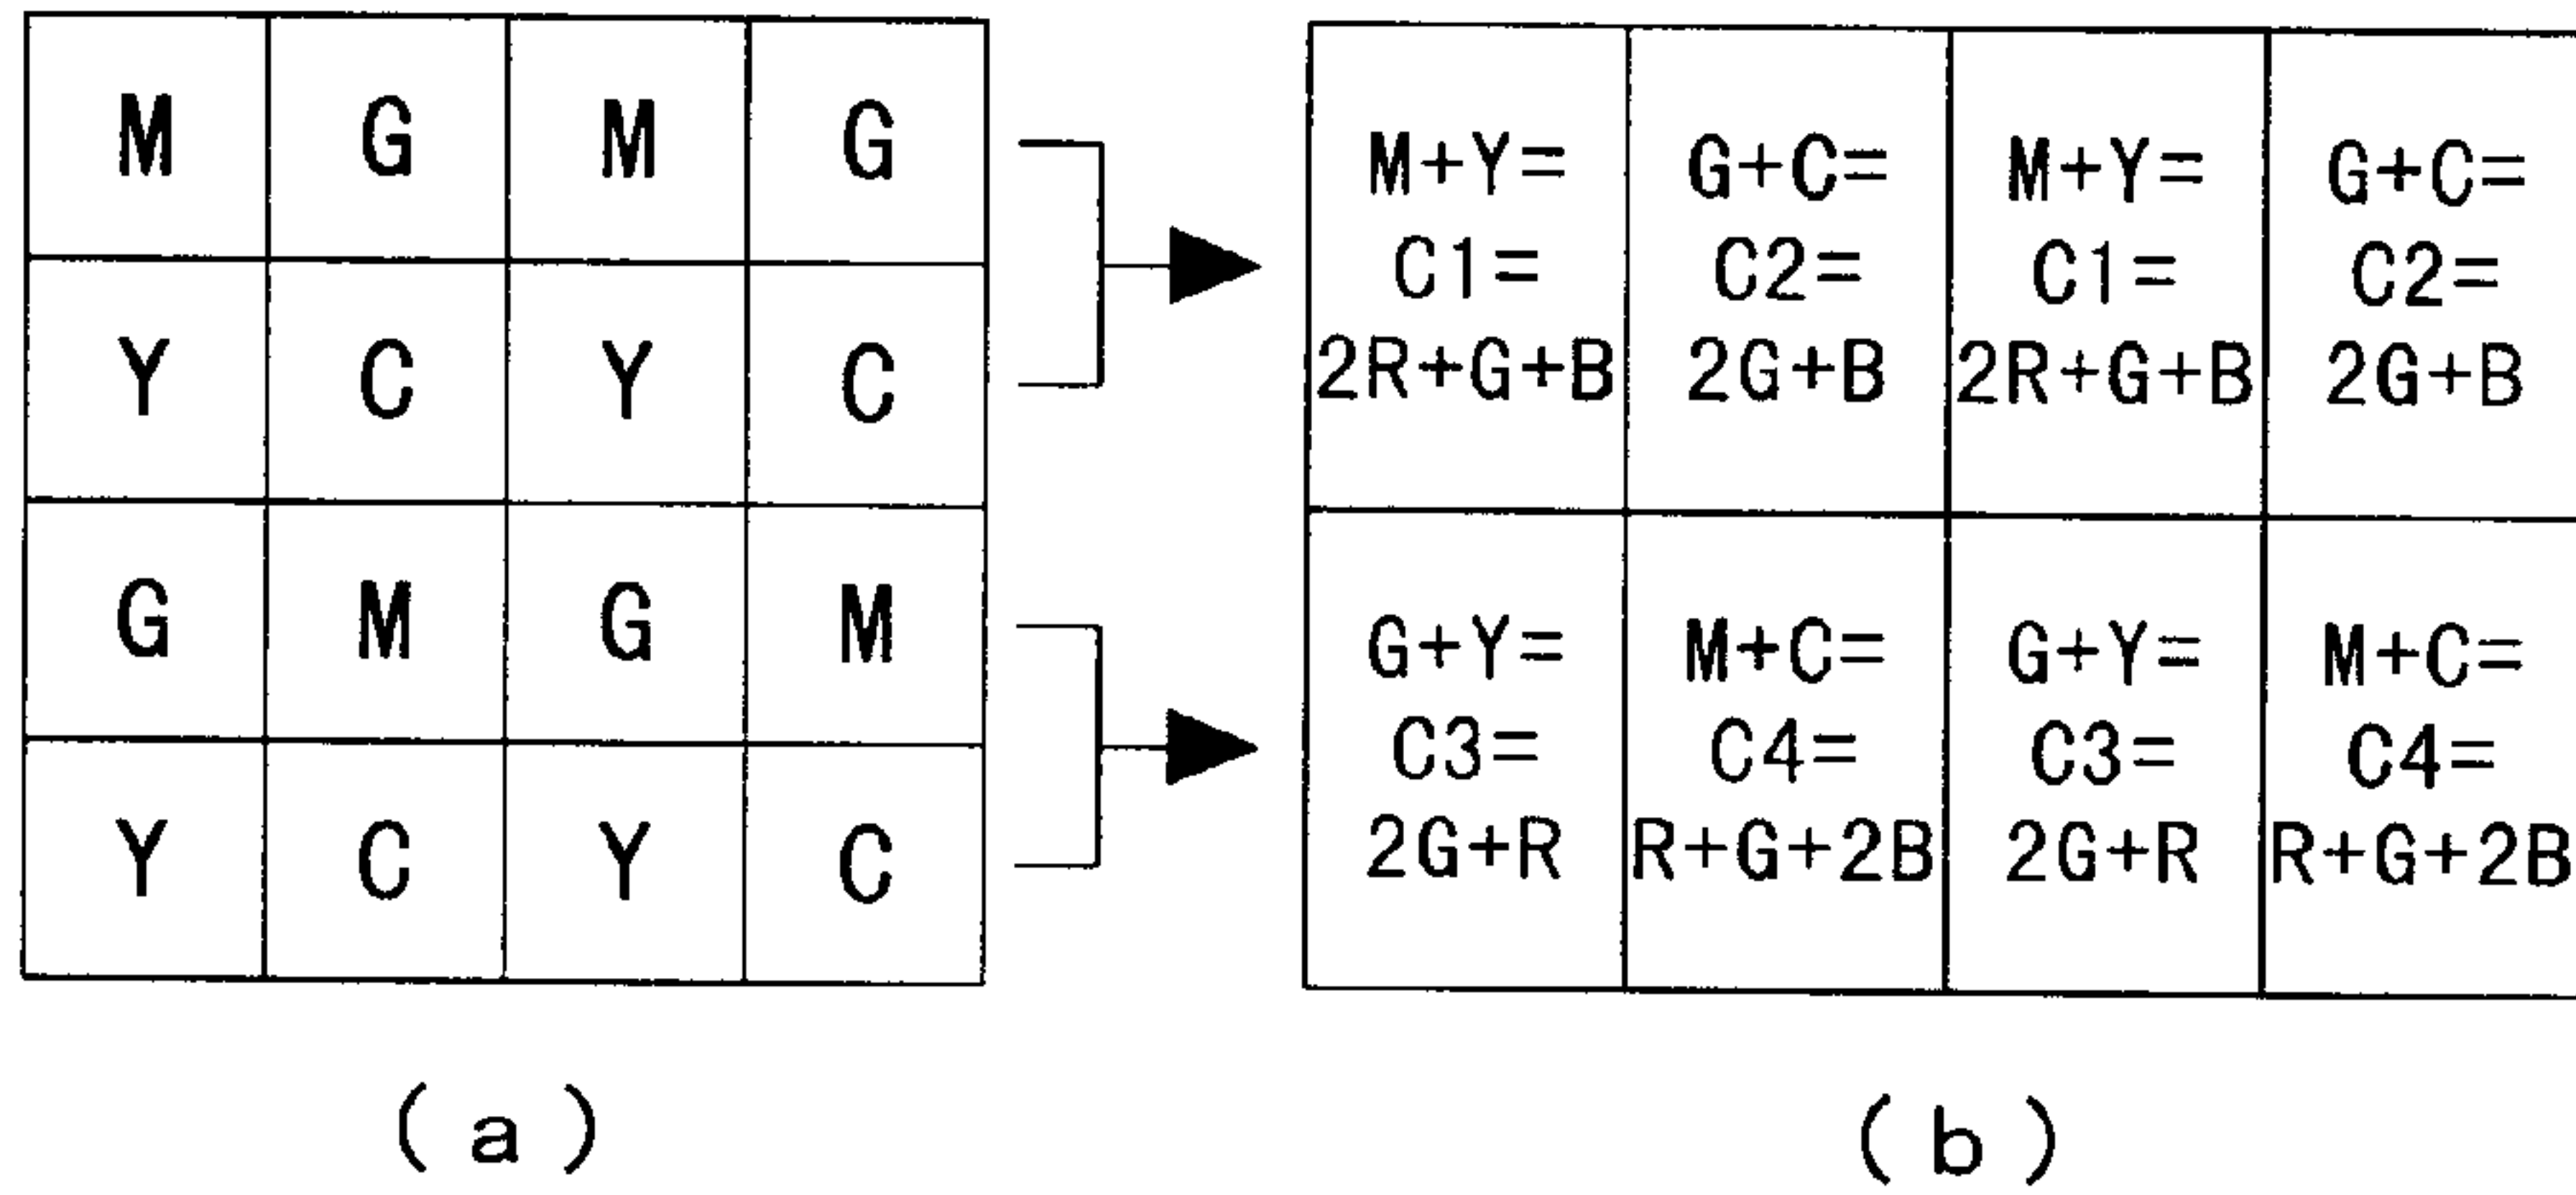 M G M G
Y C Y C
G M G M
Y C Y C
M+Y= G+C= M+Y= G+C=
C1= C2= C1= C2=
2R+G+B 2G+B 2R+G+B 2G+B
G+Y= M+C= G+Y= M+C=
C3= C4= C3= C4=
2G+R R+G+2B 2G+R R+G+2B
(a) (b)